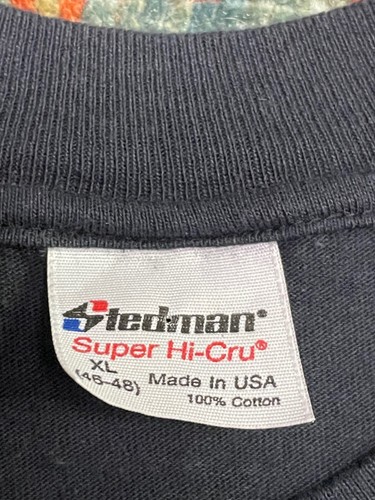 Stedman®
Super Hi-Cru®
XL
(46-48)
Made In USA
100% Cotton